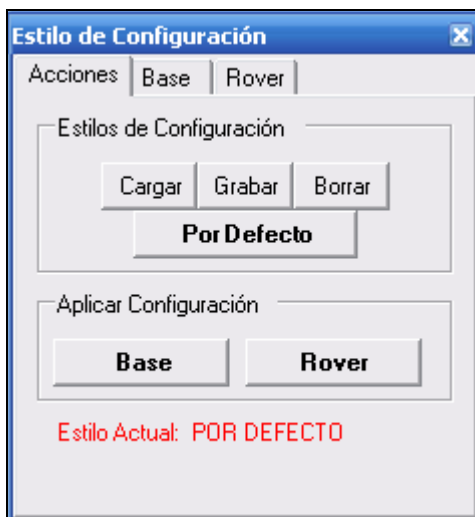 Estilo de Configuración
Acciones Base Rover
Estilos de Configuración
Cargar Grabar Borrar
Por Defecto
Aplicar Configuración
Base Rover
Estilo Actual: POR DEFECTO